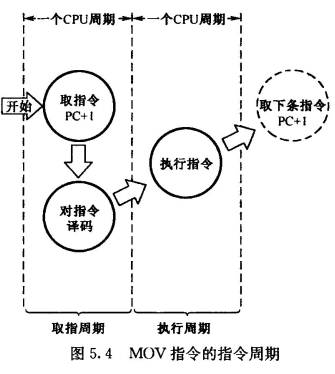 一个CPU周期 一个CPU周期
开始
取指令
PC+1
对指令
译码
执行指令
取下条指令
PC+1
取指周期 执行周期
图 5.4 MOV 指令的指令周期